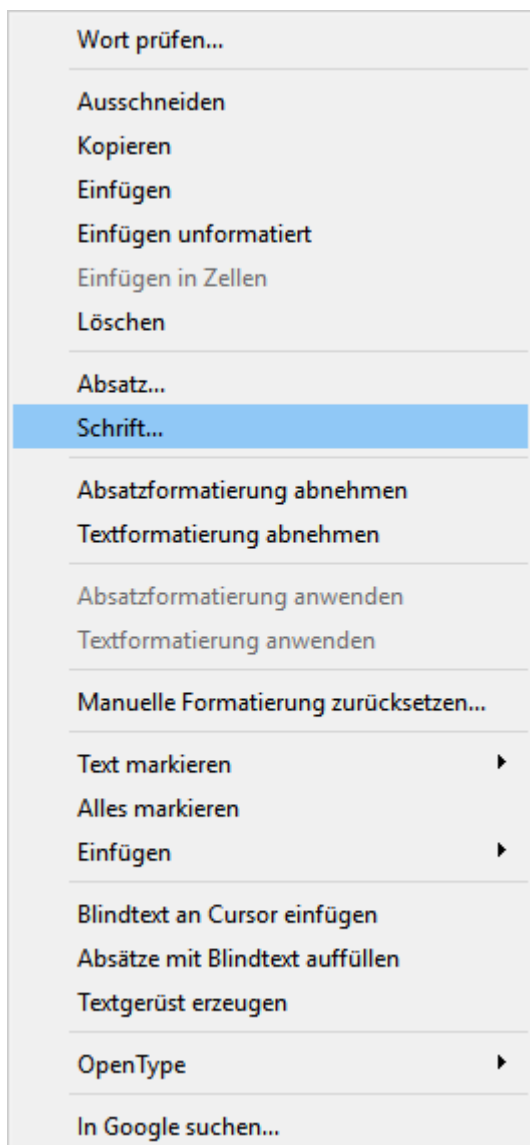 Wort prüfen...
Ausschneiden
Kopieren
Einfügen
Einfügen unformatiert
Einfügen in Zellen
Löschen
Absatz...
Schrift...
Absatzformatierung abnehmen
Textformatierung abnehmen
Absatzformatierung anwenden
Textformatierung anwenden
Manuelle Formatierung zurücksetzen...
Text markieren
Alles markieren
Einfügen
Blindtext an Cursor einfügen
Absätze mit Blindtext auffüllen
Textgerüst erzeugen
OpenType
In Google suchen...